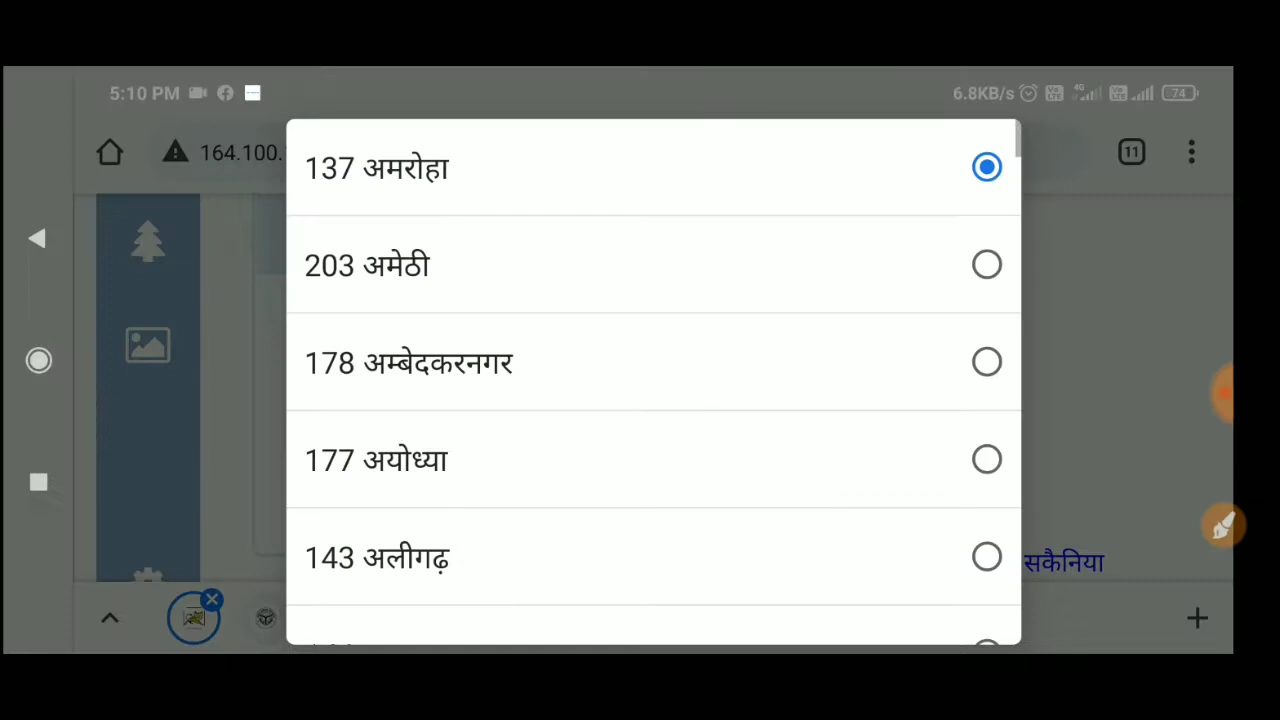 5:10 PM
6.8KB/s
4G
74
164.100.
11
137 अमरोहा
203 अमेठी
178 अम्बेदकरनगर
177 अयोध्या
143 अलीगढ़
सकैनिया